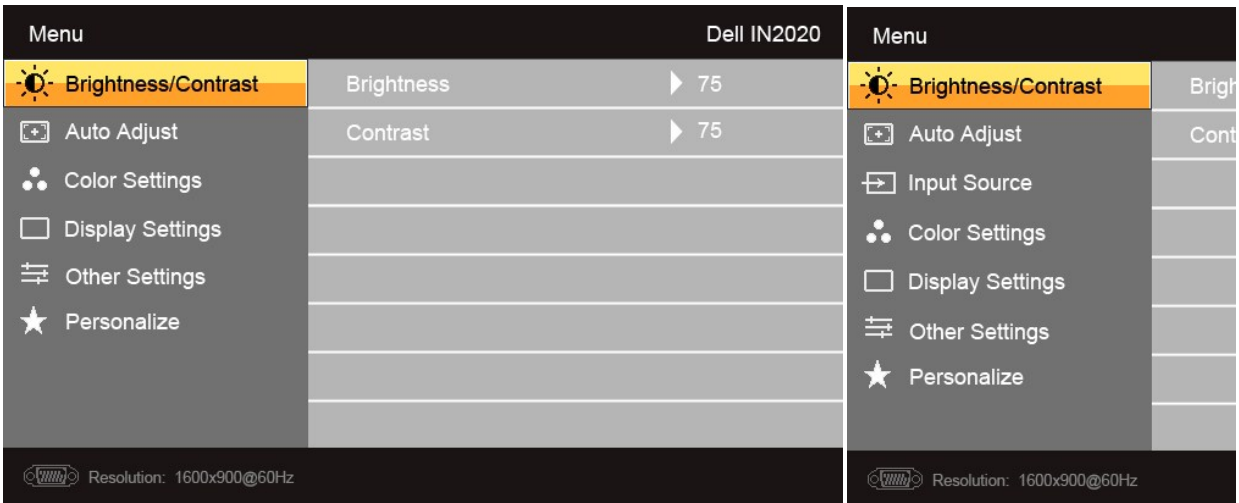 Menu Dell IN2020
Brightness/Contrast Brightness 75
Auto Adjust Contrast 75
Color Settings
Display Settings
Other Settings
Personalize
Resolution: 1600x900@60Hz
Menu
Brightness/Contrast Brigh
Auto Adjust Cont
Input Source
Color Settings
Display Settings
Other Settings
Personalize
Resolution: 1600x900@60Hz